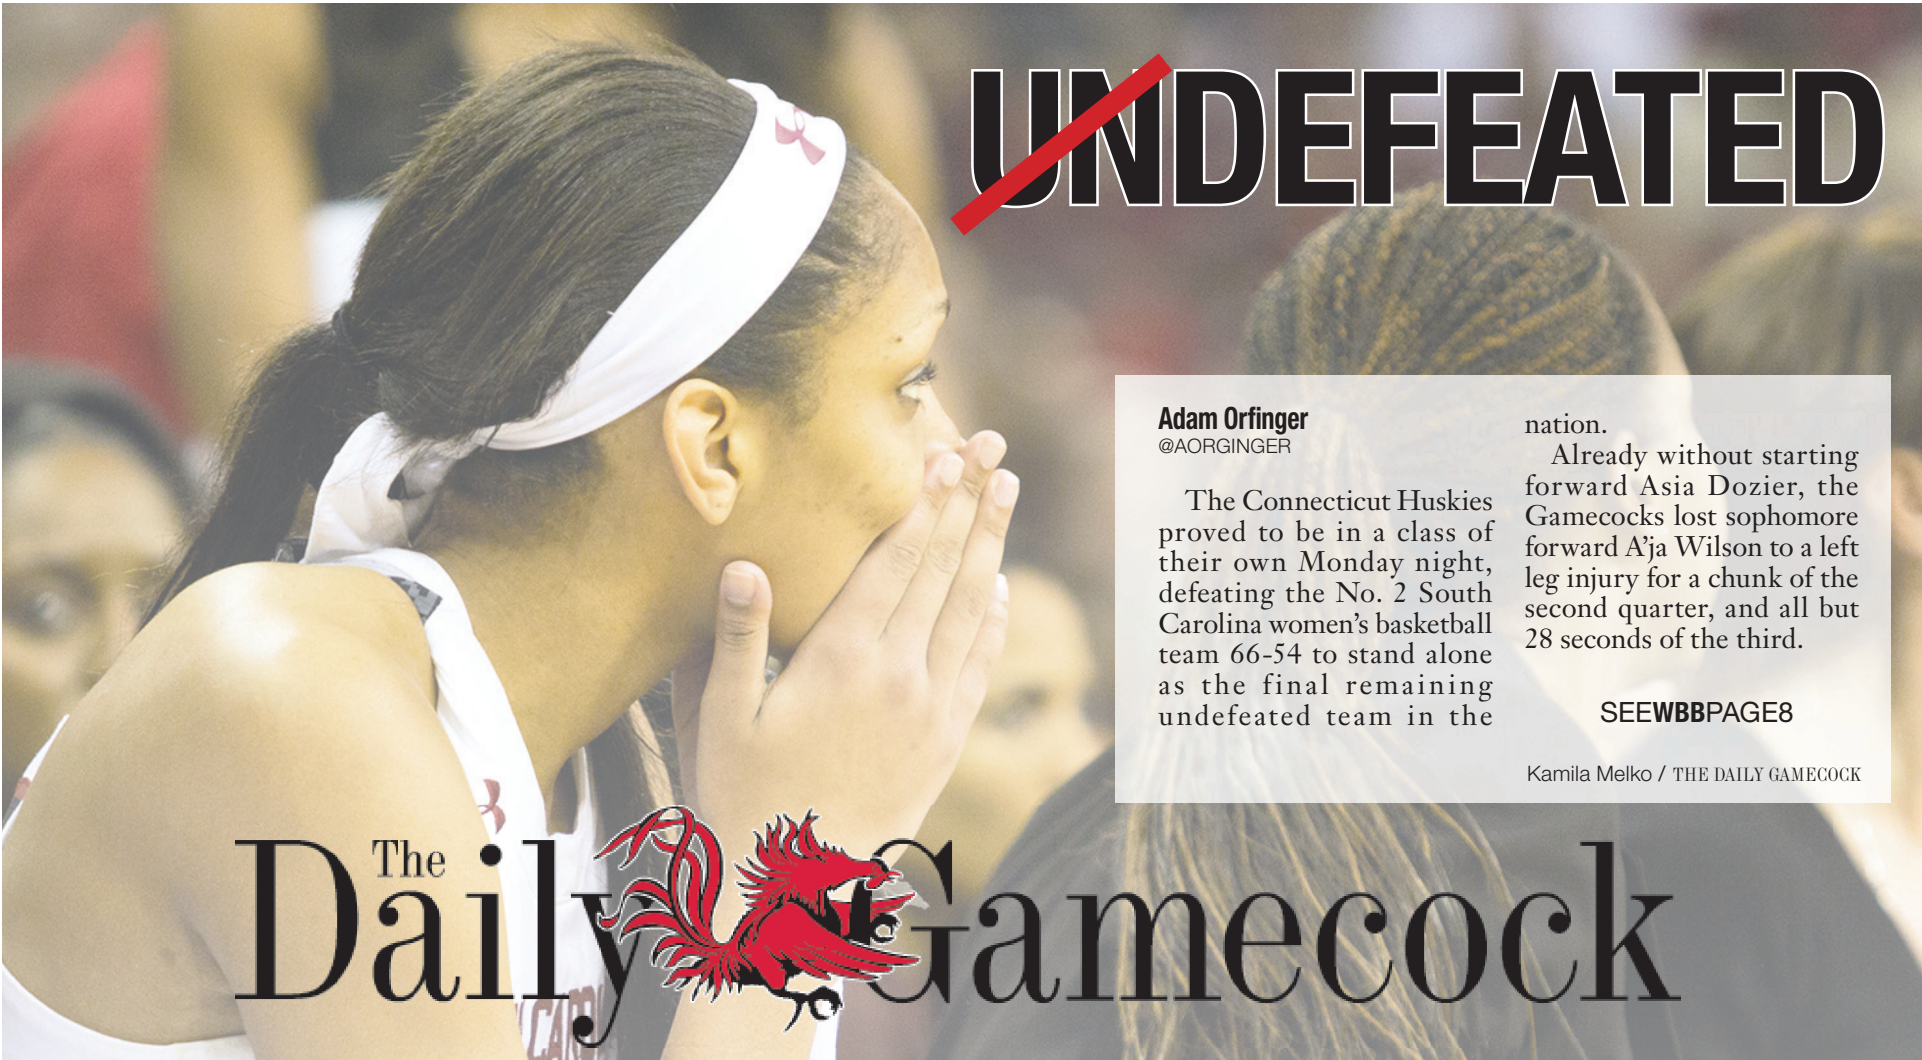 UNDEFEATED
Adam Orfinger
@AORGINGER
The Connecticut Huskies
proved to be in a class of
their own Monday night,
defeating the No. 2 South
Carolina women's basketball
team 66-54 to stand alone
as the final remaining
undefeated team in the
nation.
Already without starting
forward Asia Dozier, the
Gamecocks lost sophomore
forward A'ja Wilson to a left
leg injury for a chunk of the
second quarter, and all but
28 seconds of the third.
SEEWBBPAGE8
Kamila Melko / THE DAILY GAMECOCK
The
Daily Gamecock